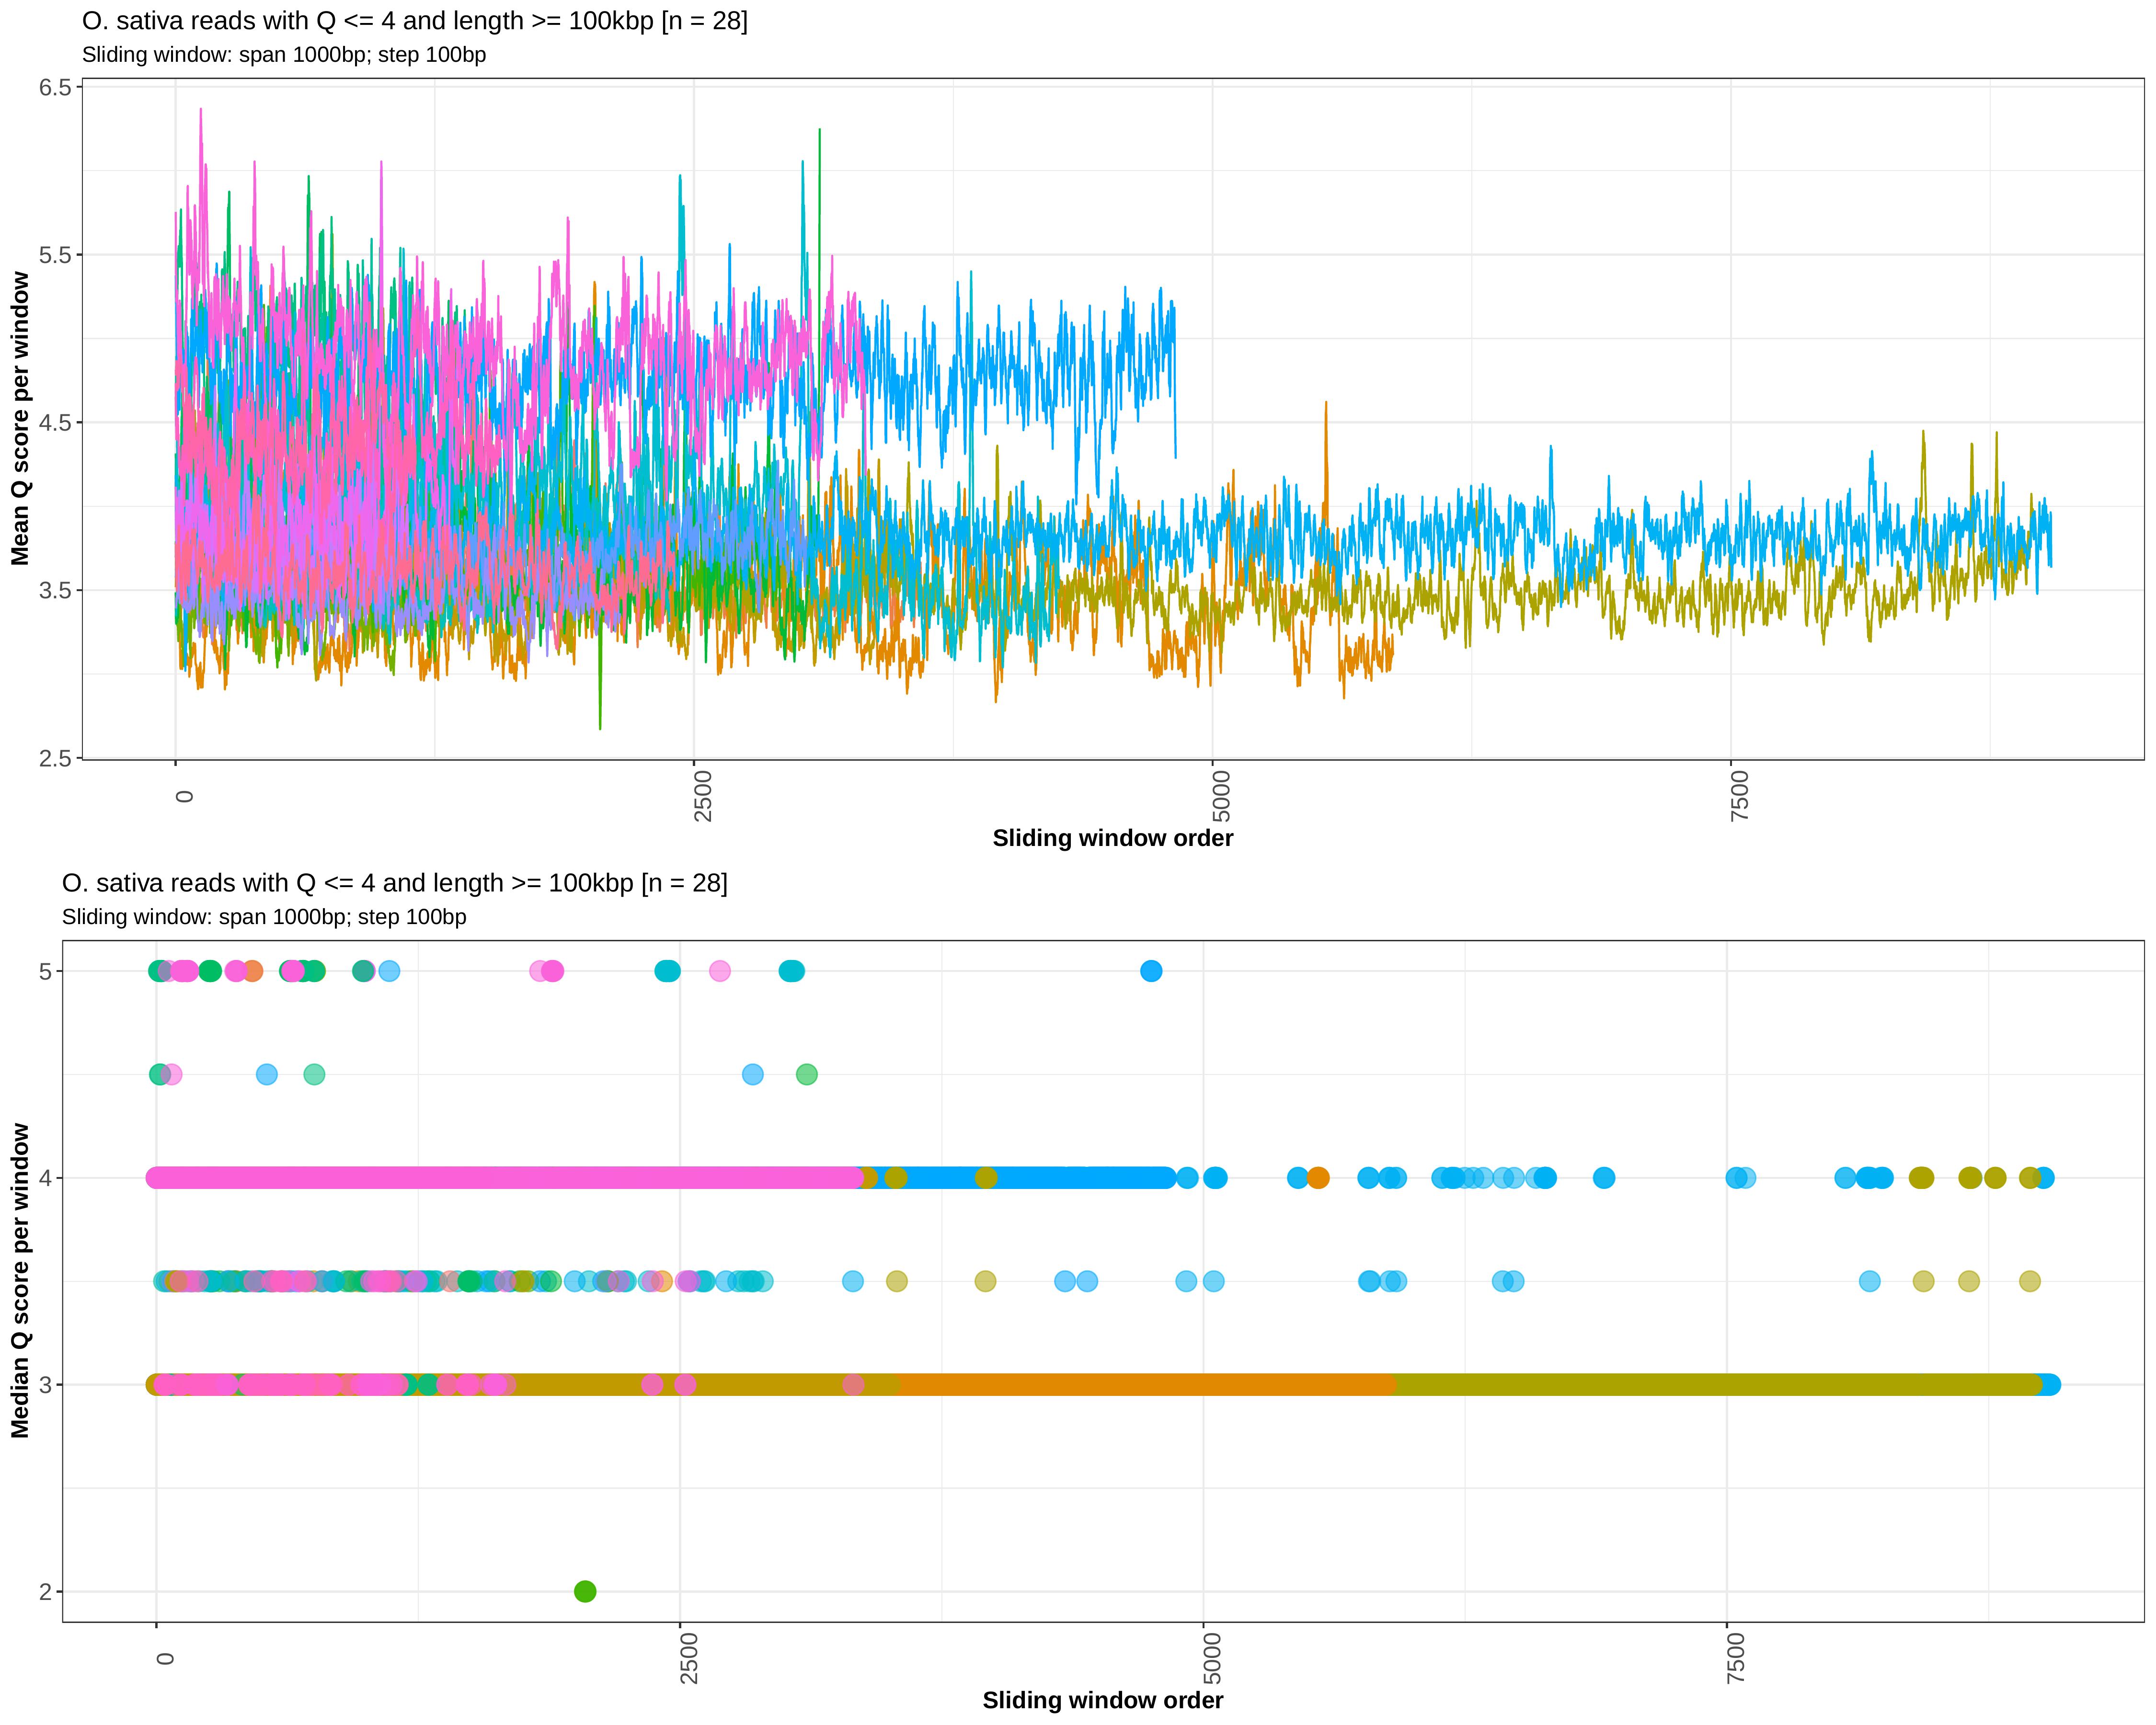 O. sativa reads with Q <= 4 and length >= 100kbp [n = 28]
Sliding window: span 1000bp; step 100bp
Mean Q score per window
6.5
5.5
4.5
3.5
2.5
0
2500
5000
7500
Sliding window order
O. sativa reads with Q <= 4 and length >= 100kbp [n = 28]
Sliding window: span 1000bp; step 100bp
Median Q score per window
5
4
3
2
0
2500
5000
7500
Sliding window order